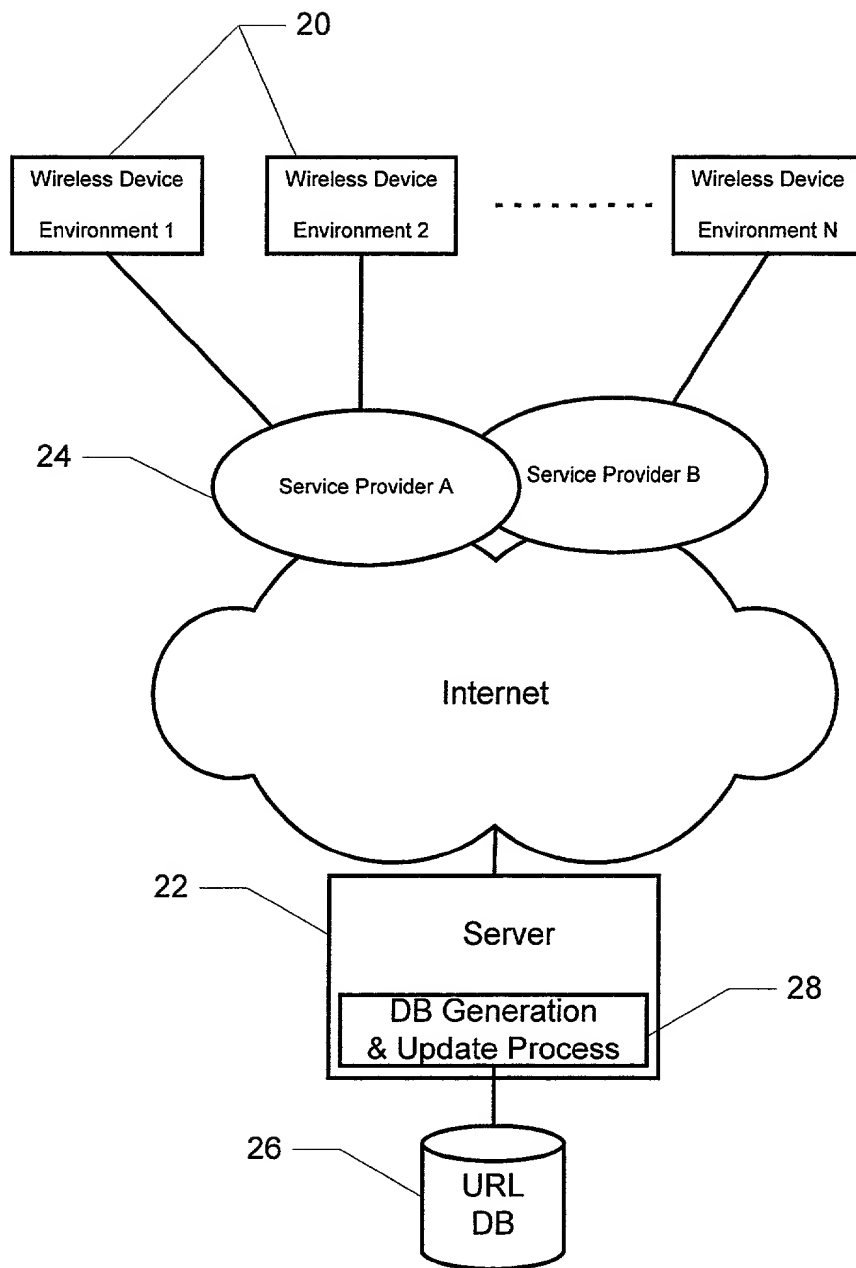 20
Wireless Device
Environment 1
Wireless Device
Environment 2
Wireless Device
Environment N
24
Service Provider A
Service Provider B
Internet
22
Server
DB Generation
& Update Process
28
26
URL
DB